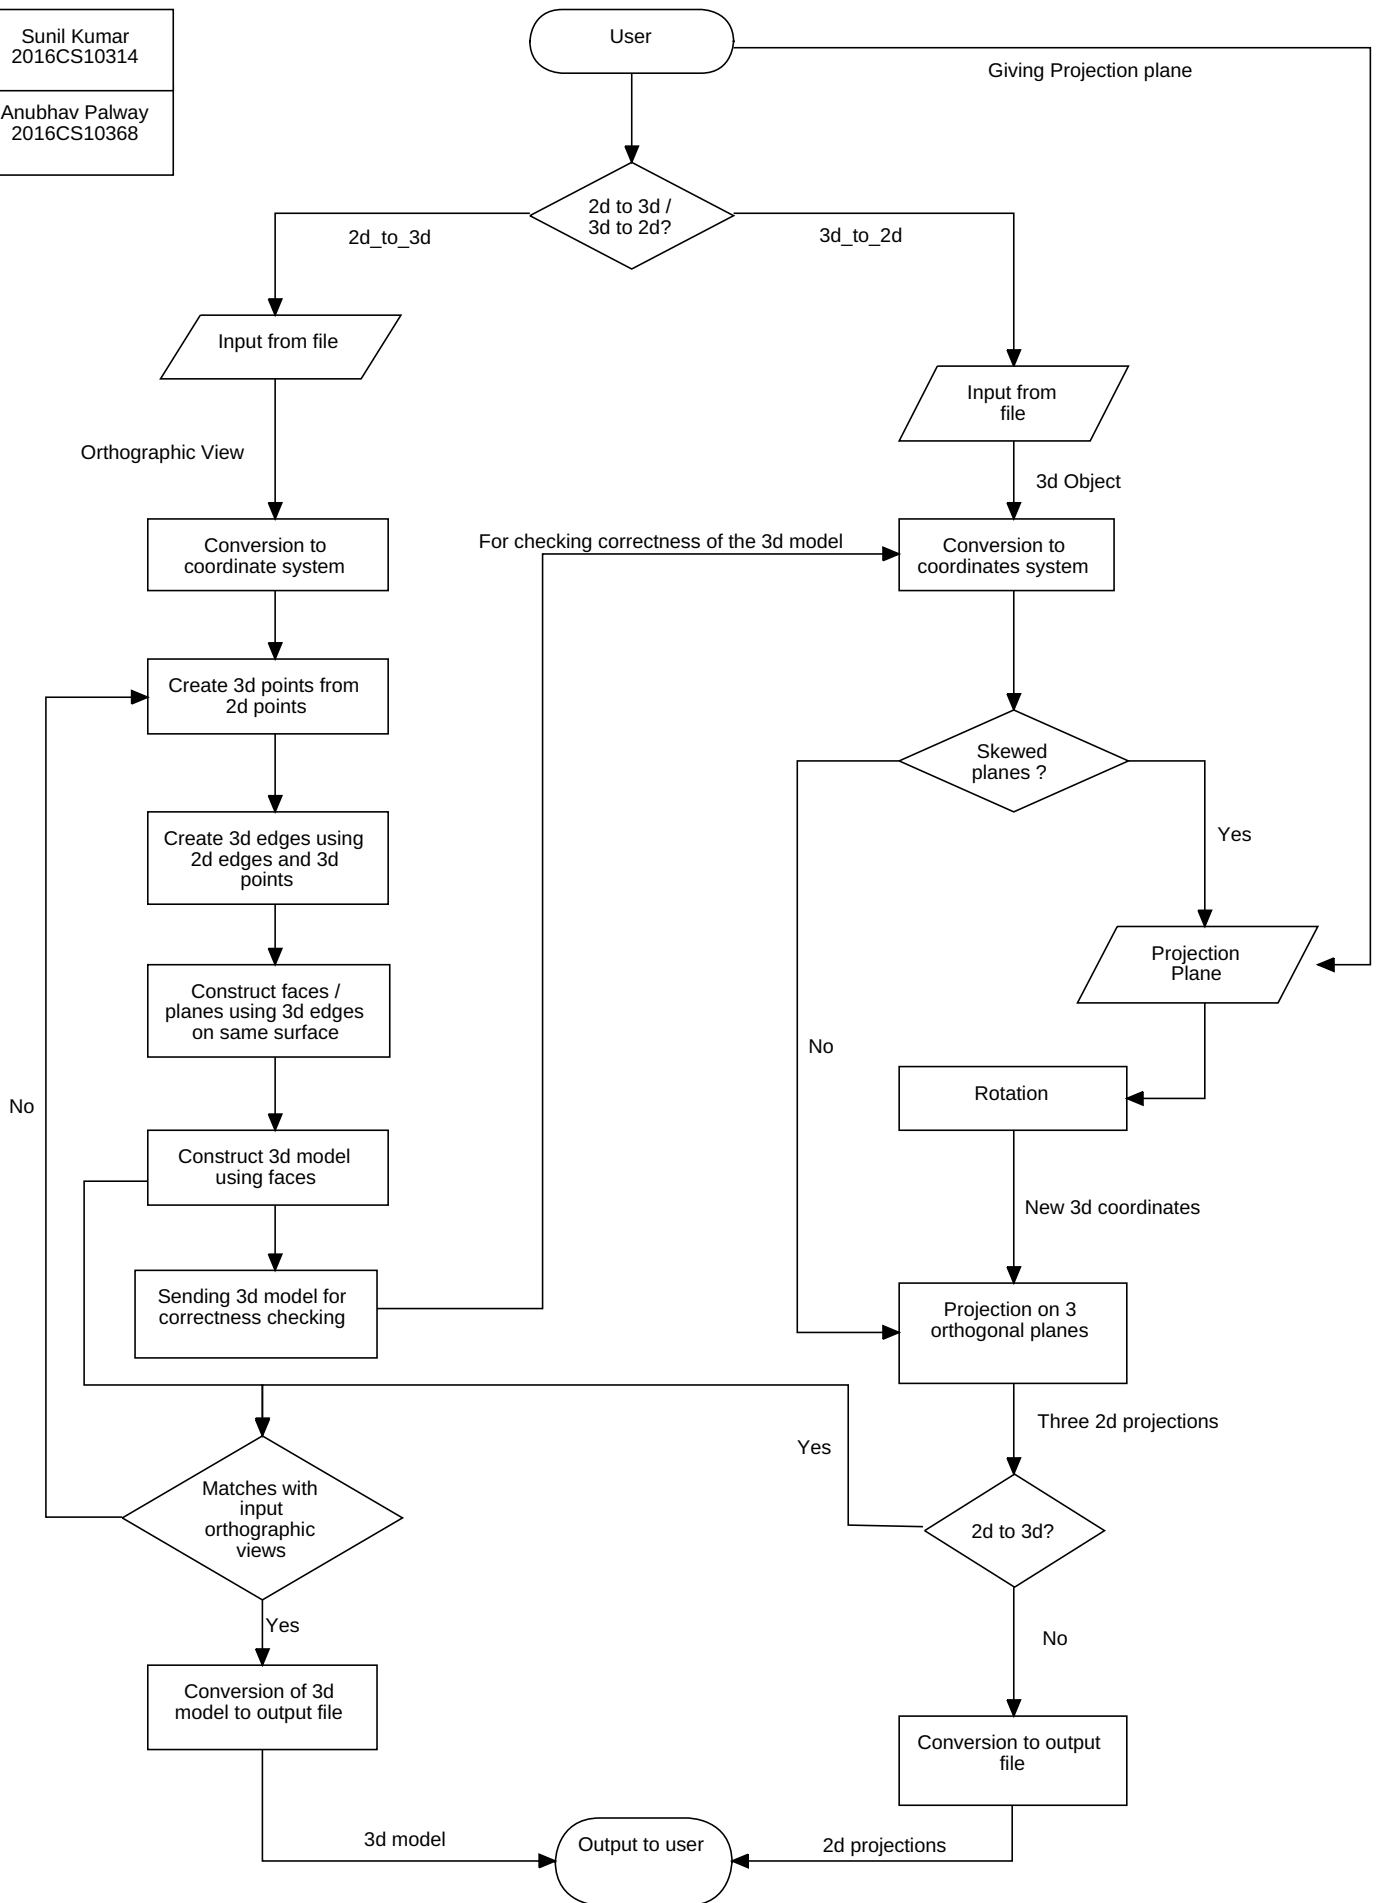 Sunil Kumar
2016CS10314
Anubhav Palway
2016CS10368
User
Giving Projection plane
2d to 3d /
3d to 2d?
2d_to_3d
3d_to_2d
Input from file
Input from
file
Orthographic View
3d Object
Conversion to
coordinate system
For checking correctness of the 3d model
Conversion to
coordinates system
Create 3d points from
2d points
Skewed
planes ?
Yes
Create 3d edges using
2d edges and 3d
points
Projection
Plane
Construct faces /
planes using 3d edges
on same surface
No
No
Rotation
Construct 3d model
using faces
New 3d coordinates
Sending 3d model for
correctness checking
Projection on 3
orthogonal planes
Three 2d projections
Yes
Matches with
input
orthographic
views
2d to 3d?
Yes
No
Conversion of 3d
model to output file
Conversion to output
file
3d model
Output to user
2d projections